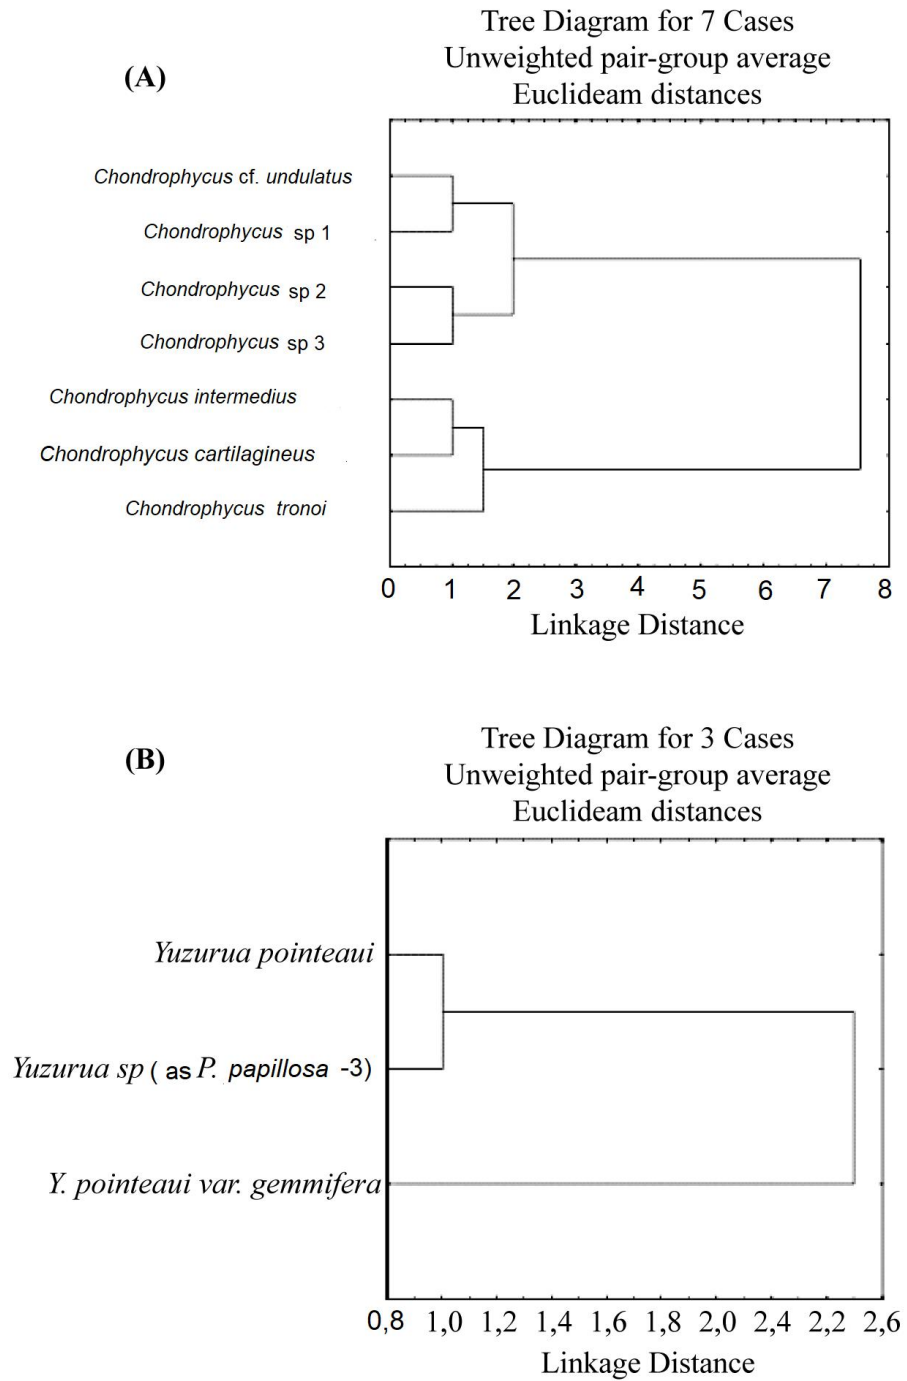 (A)
Tree Diagram for 7 Cases
Unweighted pair-group average
Euclideam distances
Chondrophycus cf. undulatus
Chondrophycus sp 1
Chondrophycus sp 2
Chondrophycus sp 3
Chondrophycus intermedius
Chondrophycus cartilagineus
Chondrophycus tronoi
0 1 2 3 4 5 6 7 8
Linkage Distance
(B)
Tree Diagram for 3 Cases
Unweighted pair-group average
Euclideam distances
Yuzurua pointeaui
Yuzurua sp ( as P. papillosa -3)
Y. pointeaui var. gemmifera
0,8 1,0 1,2 1,4 1,6 1,8 2,0 2,4 2,2 2,6
Linkage Distance